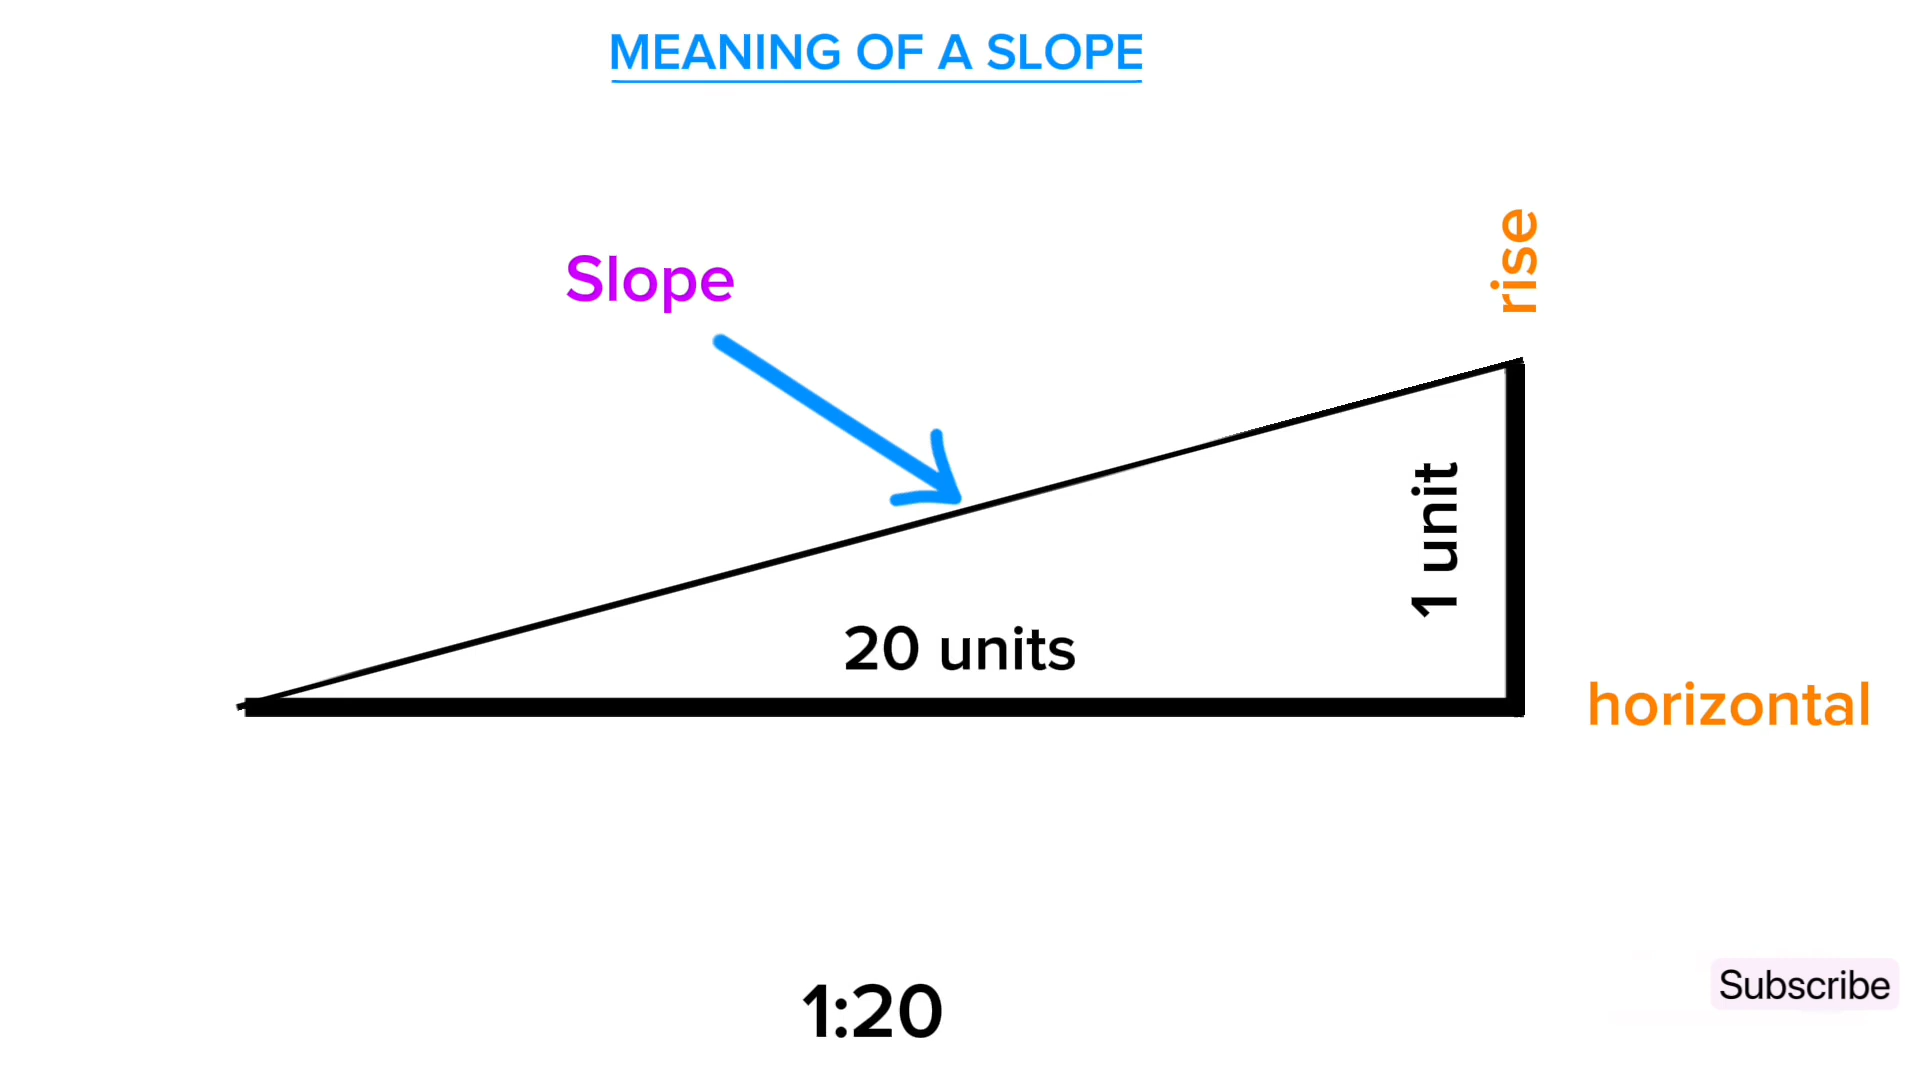 MEANING OF A SLOPE
rise
Slope
1 unit
20 units
horizontal
Subscribe
1:20